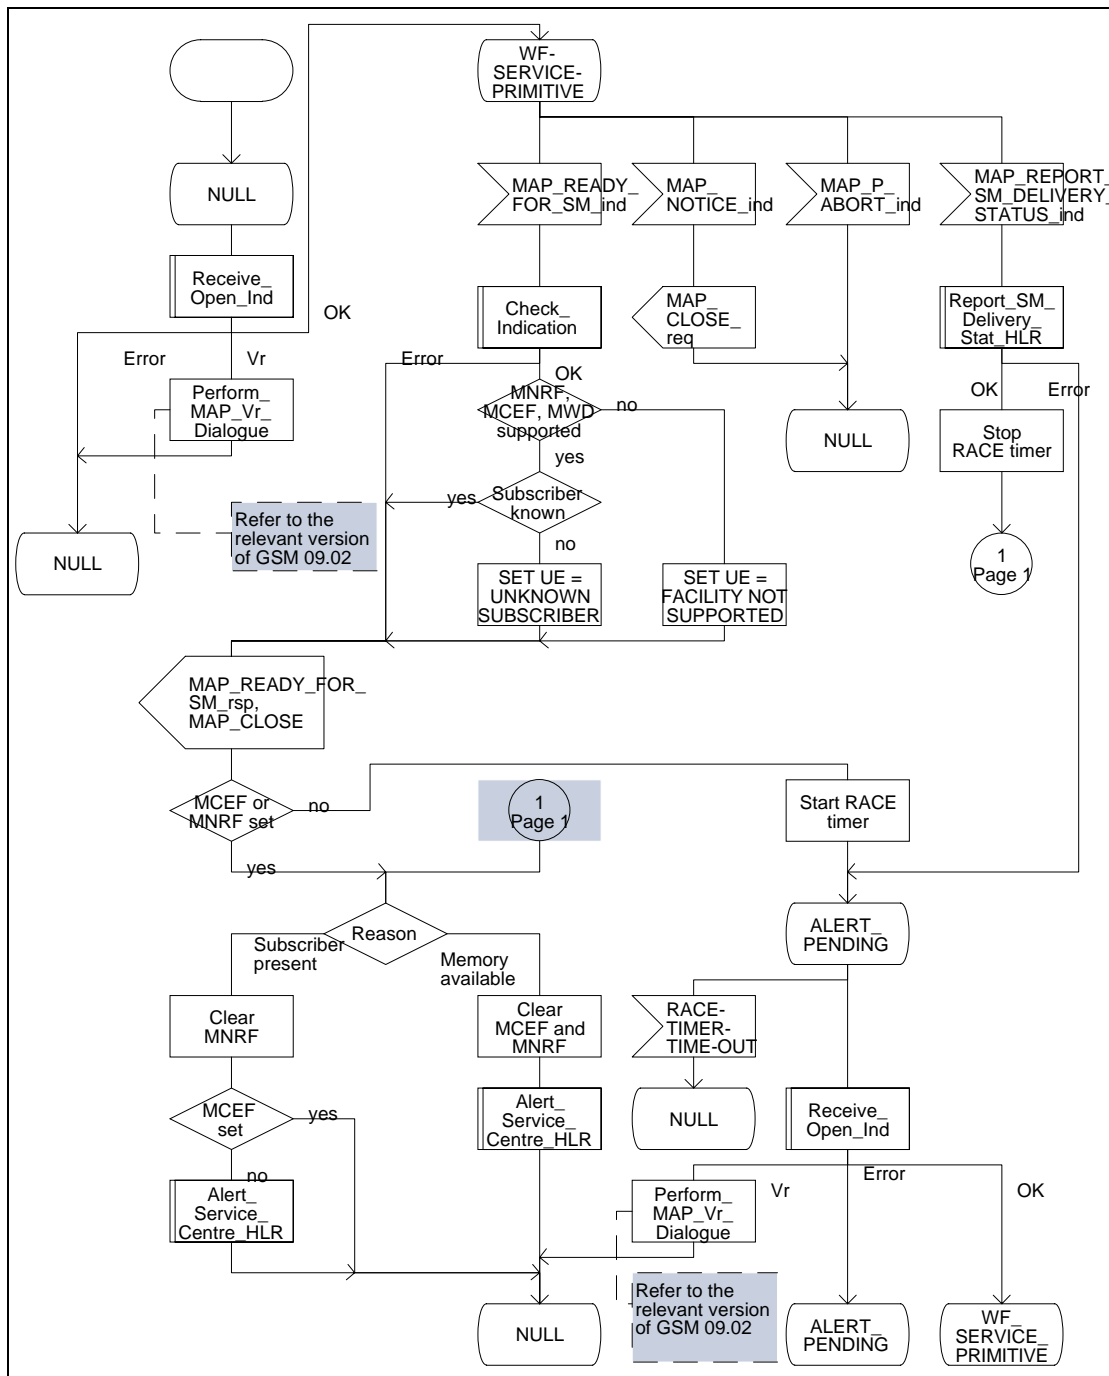 WF-
SERVICE-
PRIMITIVE
NULL
MAP_READY_
FOR_SM_ind
MAP_
NOTICE_ind
MAP_P_
ABORT_ind
MAP_REPORT_
SM_DELIVERY_
STATUS_ind
Receive_
Open_Ind
OK
Error
Vr
Check_
Indication
MAP_
CLOSE_
req
Report_SM_
Delivery_
Stat_HLR
Perform_
MAP_Vr_
Dialogue
Error
OK
MNRF,
MCEF, MWD
supported
no
yes
NULL
OK
Error
Stop
RACE timer
yes
Subscriber
known
no
Refer to the
relevant version
of GSM 09.02
NULL
SET UE =
UNKNOWN
SUBSCRIBER
SET UE =
FACILITY NOT
SUPPORTED
1
Page 1
MAP_READY_FOR_
SM_rsp,
MAP_CLOSE
MCEF or
MNRF set
no
yes
1
Page 1
Start RACE
timer
Reason
Subscriber
present
Memory
available
ALERT_
PENDING
Clear
MNRF
Clear
MCEF and
MNRF
RACE-
TIMER-
TIME-OUT
MCEF
set
yes
no
Alert_
Service_
Centre_HLR
NULL
Receive_
Open_Ind
Alert_
Service_
Centre_HLR
Vr
Error
OK
Perform_
MAP_Vr_
Dialogue
Refer to the
relevant version
of GSM 09.02
NULL
ALERT_
PENDING
WF_
SERVICE_
PRIMITIVE